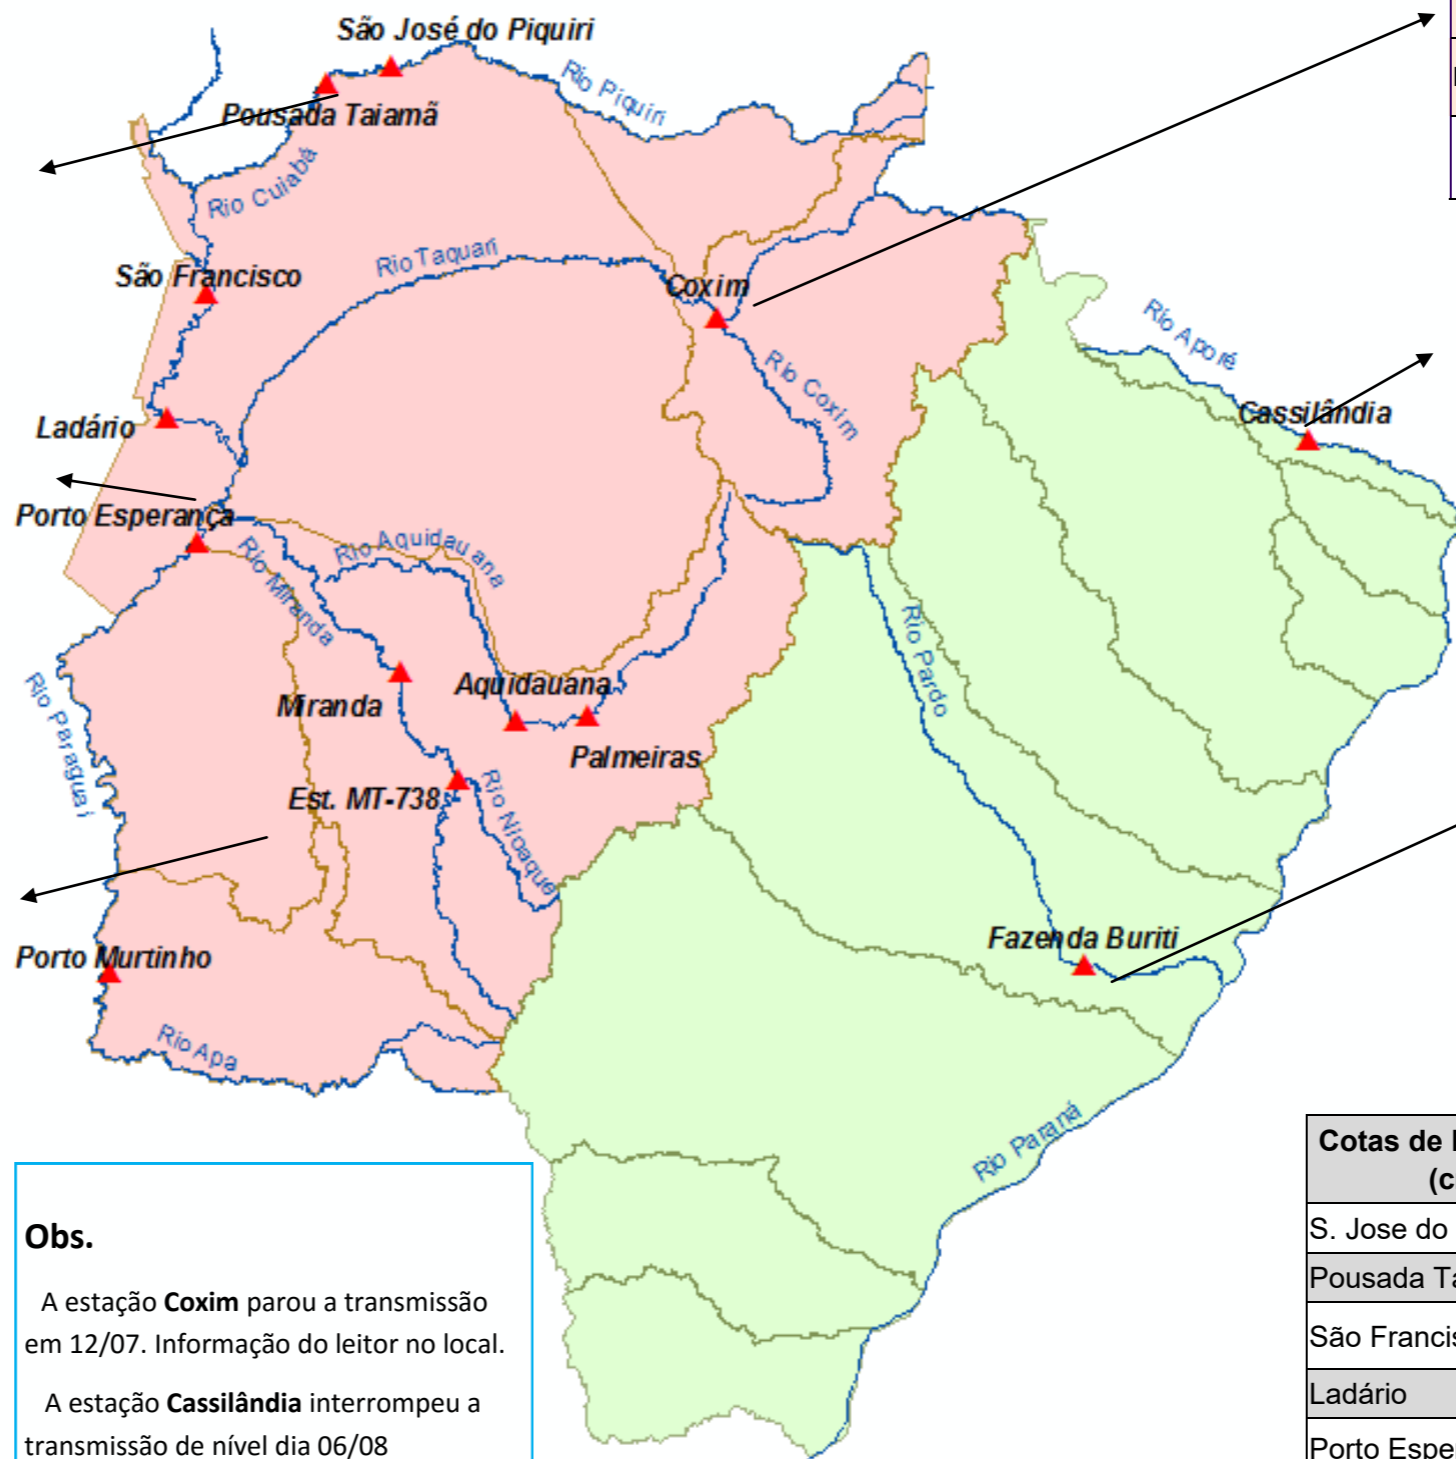 São José do Piquiri
Rio Piquiri
Pousada Taiamã
Rio Cuiabá
Rio Taquari
São Francisco
Coxim
Rio Aporé
Rio Coxim
Cassilândia
Ladário
Porto Esperança
Rio Aquidauana
Rio Miranda
Rio Pardo
Rio Paraguai
Miranda
Aquidauana
Palmeiras
Est. MT-738
Rio Nioaque
Fazenda Buriti
Porto Murtinho
Rio Apa
Rio Paraná
Obs.
A estação Coxim parou a transmissão
em 12/07. Informação do leitor no local.
A estação Cassilândia interrompeu a
transmissão de nível dia 06/08
Cotas de
(c
S. Jose do
Pousada Ta
São Francis
Ladário
Porto Espe